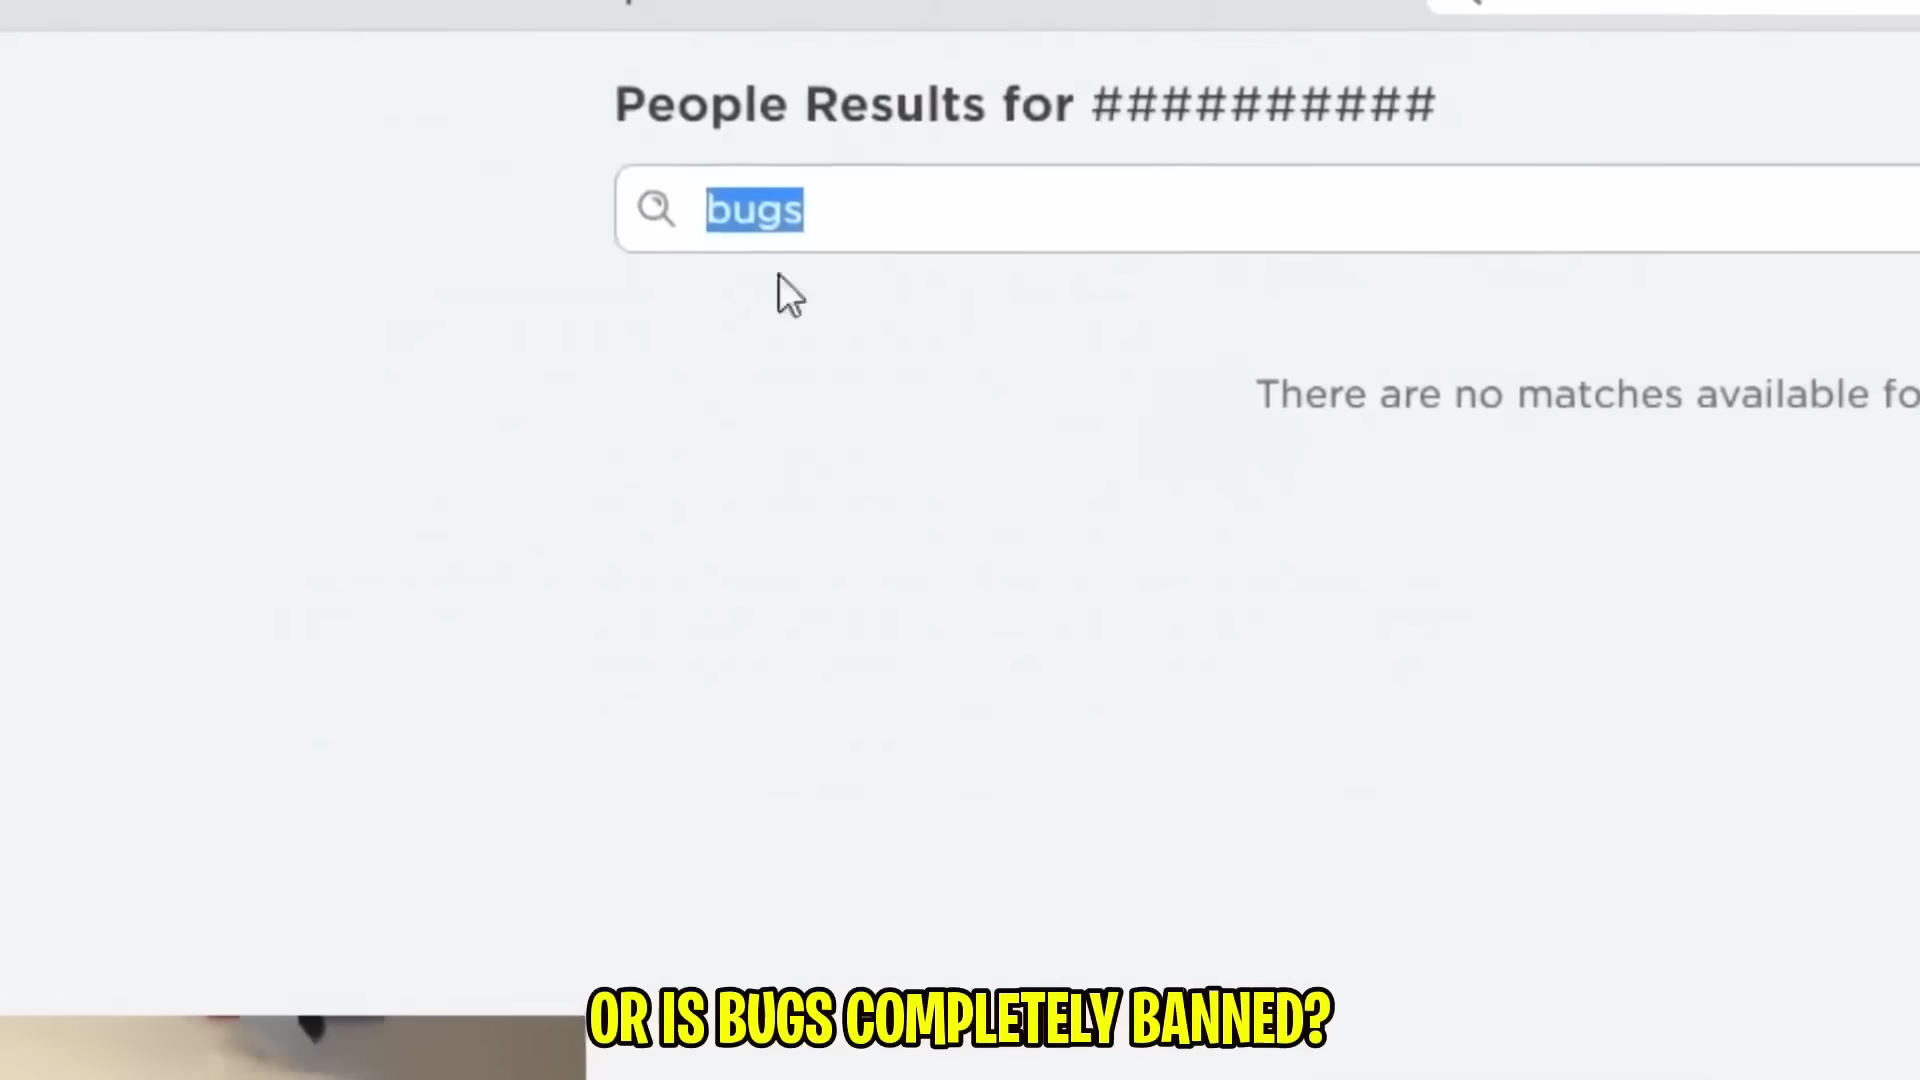 People Results for ##########
bugs
There are no matches available fo
OR IS BUGS COMPLETELY BANNED?